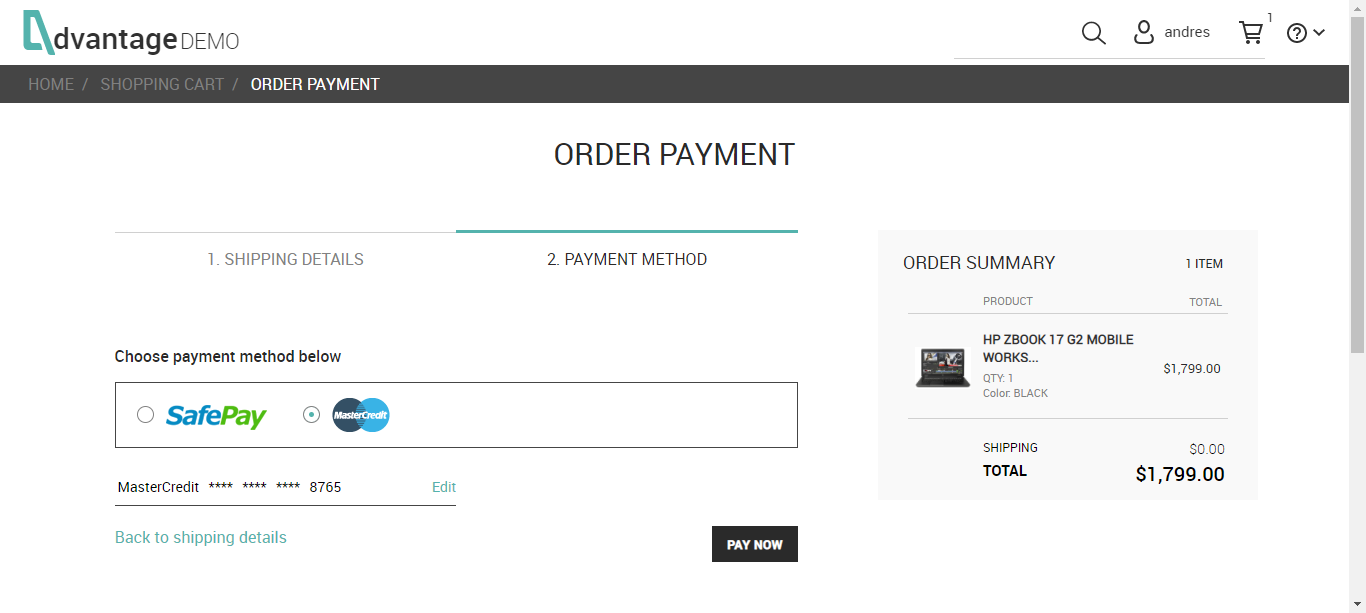 dvantage DEMO
andres
1
?
HOME / SHOPPING CART / ORDER PAYMENT
ORDER PAYMENT
1. SHIPPING DETAILS
2. PAYMENT METHOD
Choose payment method below
SafePay
MasterCredit
MasterCredit **** **** **** 8765
Edit
Back to shipping details
PAY NOW
ORDER SUMMARY
1 ITEM
PRODUCT
TOTAL
HP ZBOOK 17 G2 MOBILE
WORKS...
QTY: 1
Color: BLACK
$1,799.00
SHIPPING
$0.00
TOTAL
$1,799.00